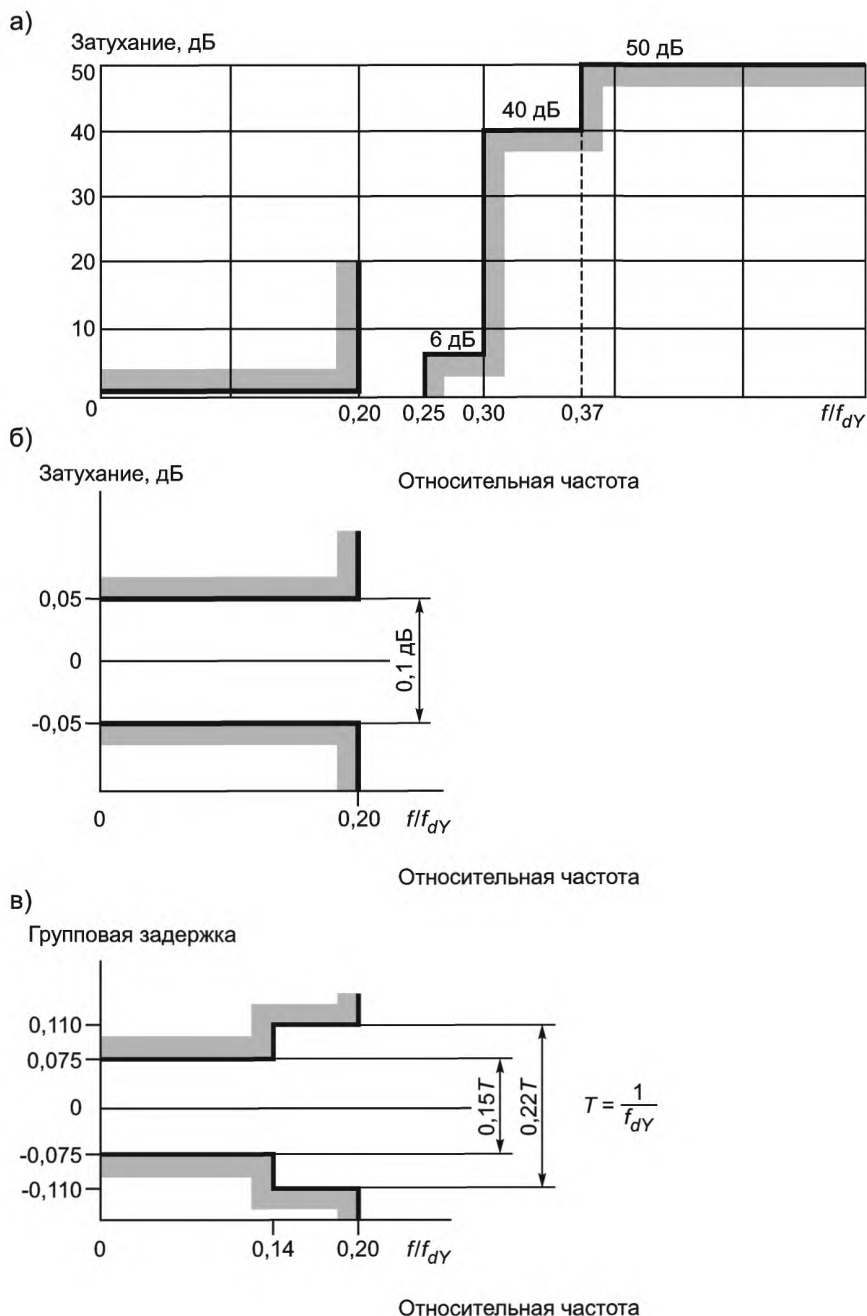 а)
Затухание, дБ
50 дБ
50
40 дБ
40
30
20
10
6 дБ
0
0,20 0,25 0,30 0,37 f/fdY
Относительная частота
б)
Затухание, дБ
0,05
0
-0,05
0,1 дБ
0 0,20 f/fdY
Относительная частота
в)
Групповая задержка
0,110
0,075
0
-0,075
-0,110
0,15T
0,22T
T = 1/fdY
0 0,14 0,20 f/fdY
Относительная частота